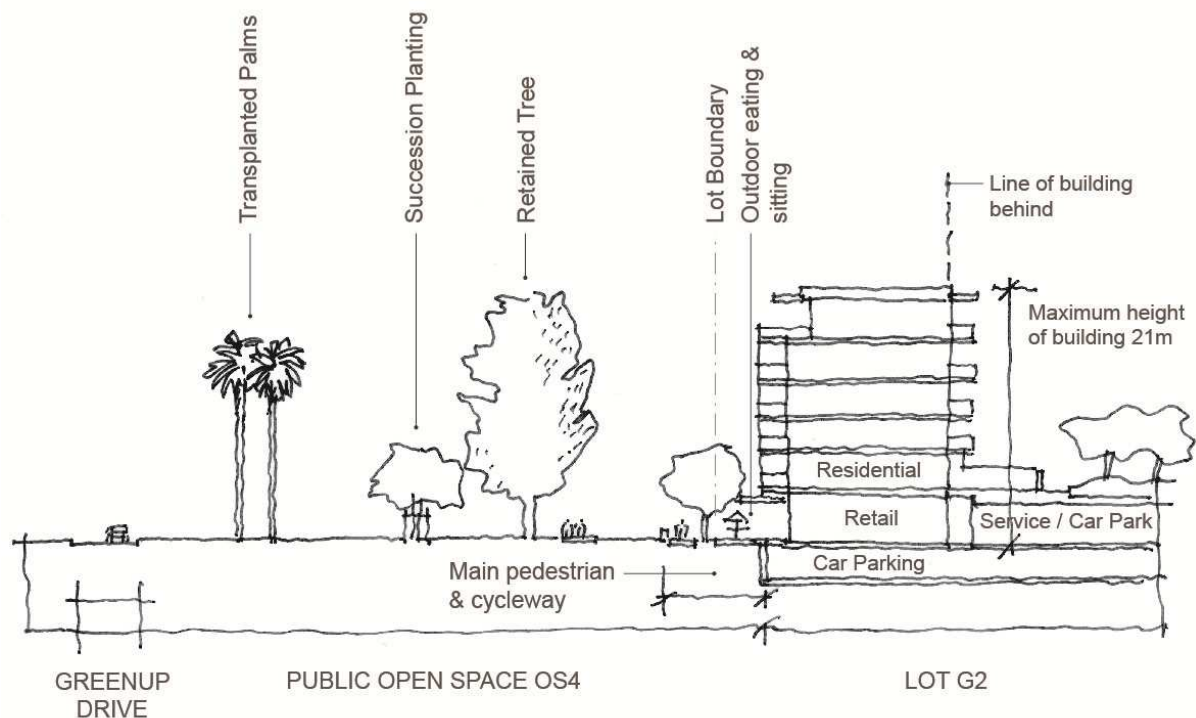 Transplanted Palms
Succession Planting
Retained Tree
Lot Boundary
Outdoor eating &
sitting
Line of building
behind
Maximum height
of building 21m
Residential
Retail
Service / Car Park
Car Parking
Main pedestrian
& cycleway
GREENUP
DRIVE
PUBLIC OPEN SPACE OS4
LOT G2